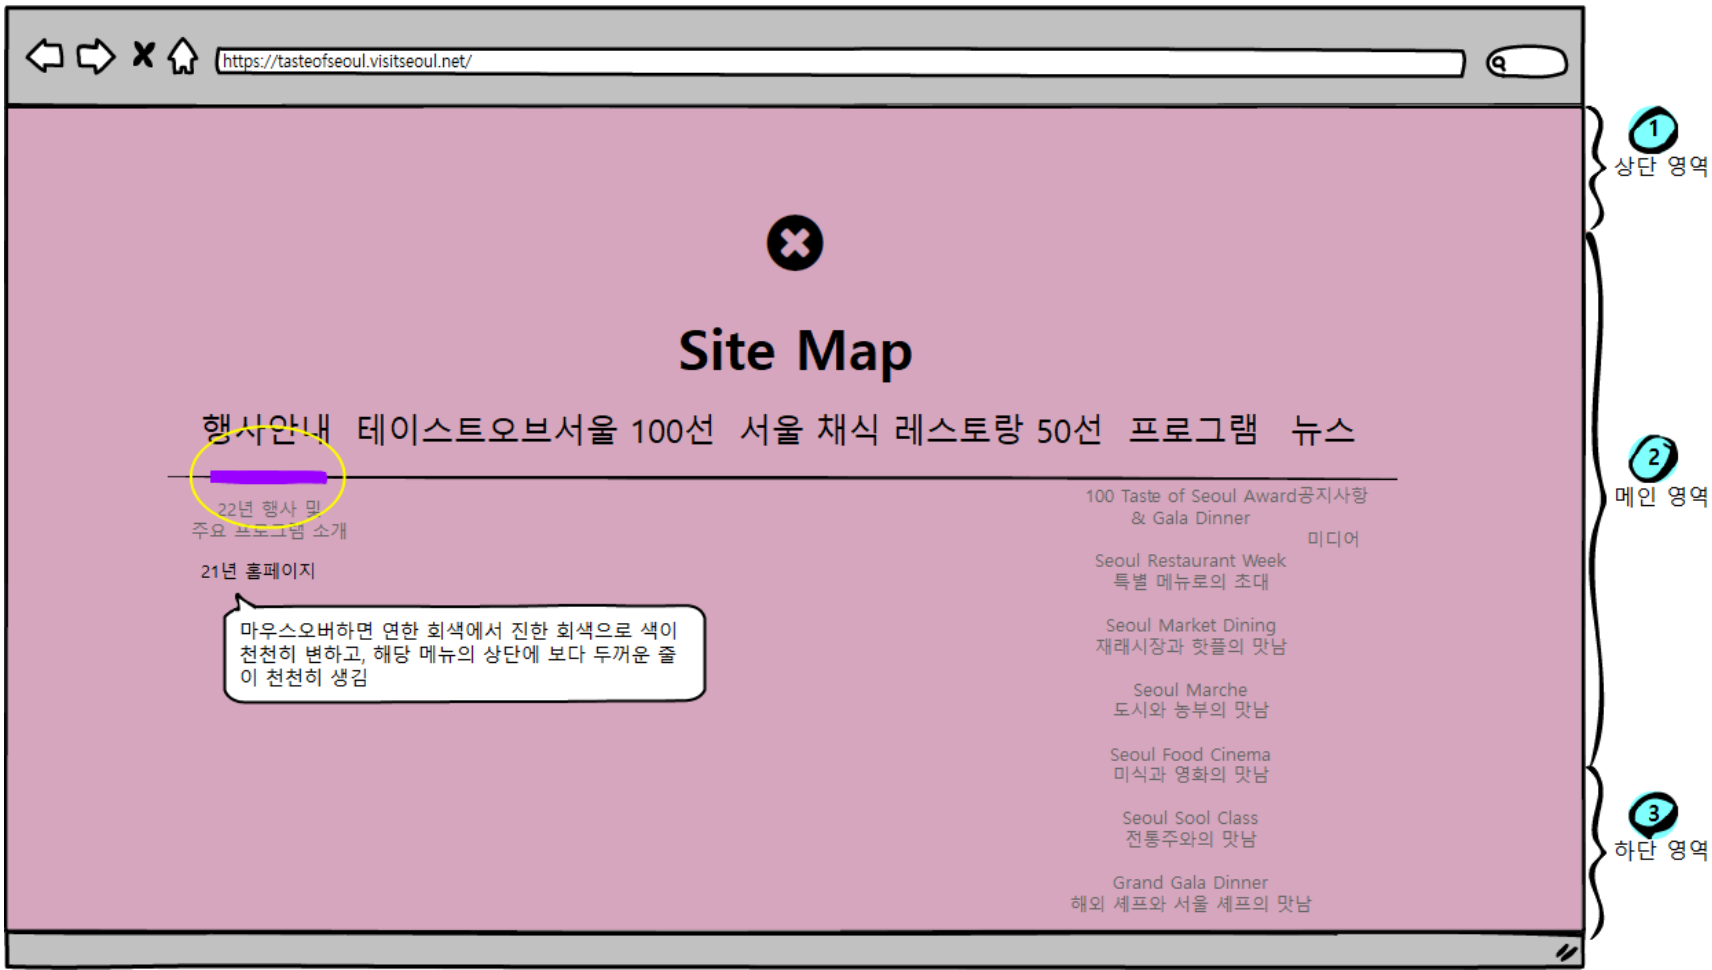 https://tasteofseoul.visitseoul.net/
1
상단 영역
Site Map
행사안내 테이스트오브서울 100선 서울 채식 레스토랑 50선 프로그램 뉴스
2
메인 영역
22년 행사 및
주요 프로그램 소개
21년 홈페이지
마우스오버하면 연한 회색에서 진한 회색으로 색이
천천히 변하고, 해당 메뉴의 상단에 보다 두꺼운 줄
이 천천히 생김
100 Taste of Seoul Award
& Gala Dinner
Seoul Restaurant Week
특별 메뉴로의 초대
Seoul Market Dining
재래시장과 핫플의 맛남
Seoul Marche
도시와 농부의 맛남
Seoul Food Cinema
미식과 영화의 맛남
Seoul Sool Class
전통주와의 맛남
Grand Gala Dinner
해외 셰프와 서울 셰프의 맛남
공지사항
미디어
3
하단 영역